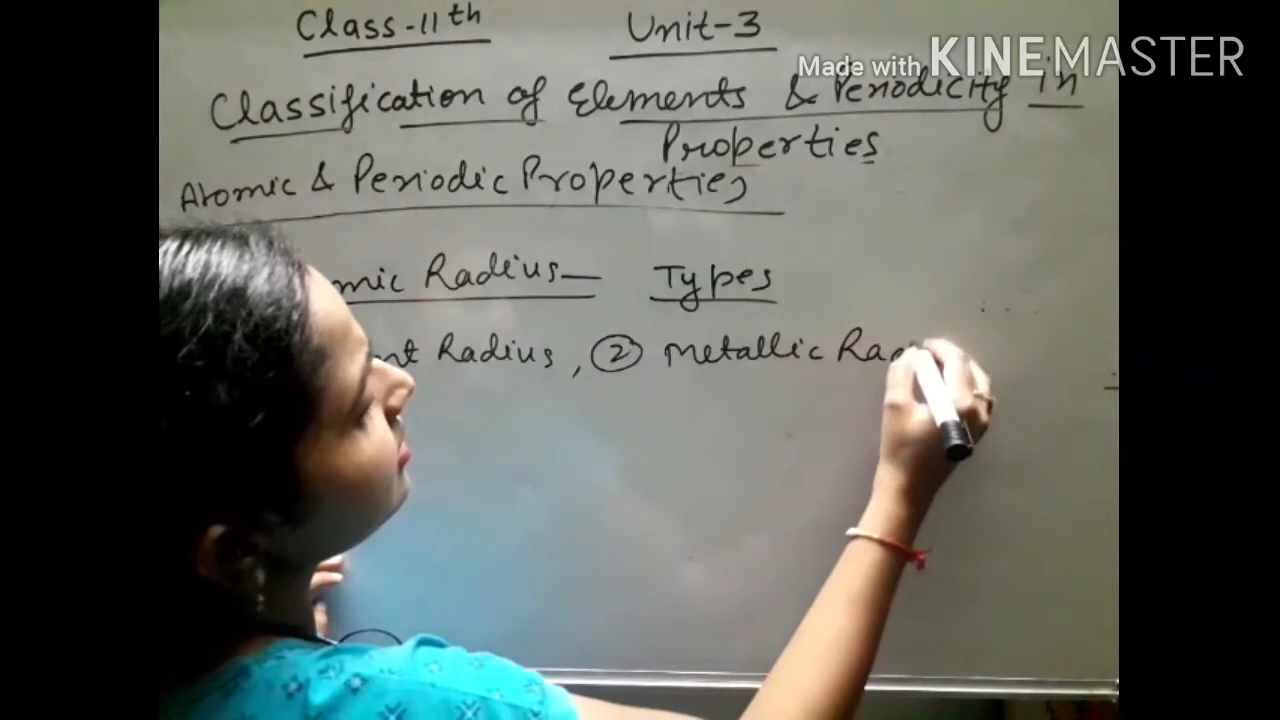 Class-11th Unit-3
Made with KINEMASTER
Classification of Elements & Periodicity in
Properties
Atomic & Periodic Properties
mic Radius— Types
nt Radius, ② Metallic Ra